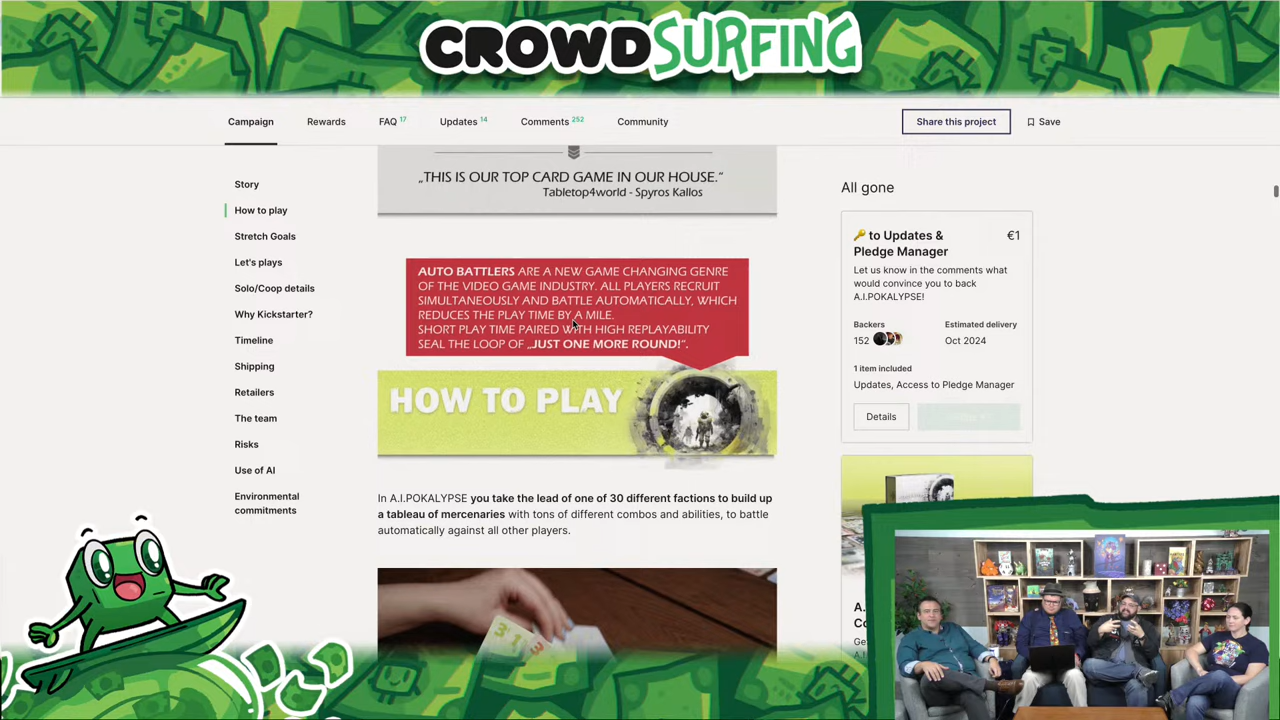 CROWDSURFING
Campaign
Rewards
FAQ 17
Updates 14
Comments 252
Community
Share this project
Save
Story
How to play
Stretch Goals
Let's plays
Solo/Coop details
Why Kickstarter?
Timeline
Shipping
Retailers
The team
Risks
Use of AI
Environmental
commitments
„THIS IS OUR TOP CARD GAME IN OUR HOUSE.“
Tabletop4world - Spyros Kallos
AUTO BATTLERS ARE A NEW GAME CHANGING GENRE
OF THE VIDEO GAME INDUSTRY. ALL PLAYERS RECRUIT
SIMULTANEOUSLY AND BATTLE AUTOMATICALLY, WHICH
REDUCES THE PLAY TIME BY A MILE.
SHORT PLAY TIME PAIRED WITH HIGH REPLAYABILITY
SEAL THE LOOP OF „JUST ONE MORE ROUND!“.
HOW TO PLAY
In A.I.POKALYPSE you take the lead of one of 30 different factions to build up
a tableau of mercenaries with tons of different combos and abilities, to battle
automatically against all other players.
All gone
to Updates &
Pledge Manager
€1
Let us know in the comments what
would convince you to back
A.I.POKALYPSE!
Backers
152
Estimated delivery
Oct 2024
1 item included
Updates, Access to Pledge Manager
Details